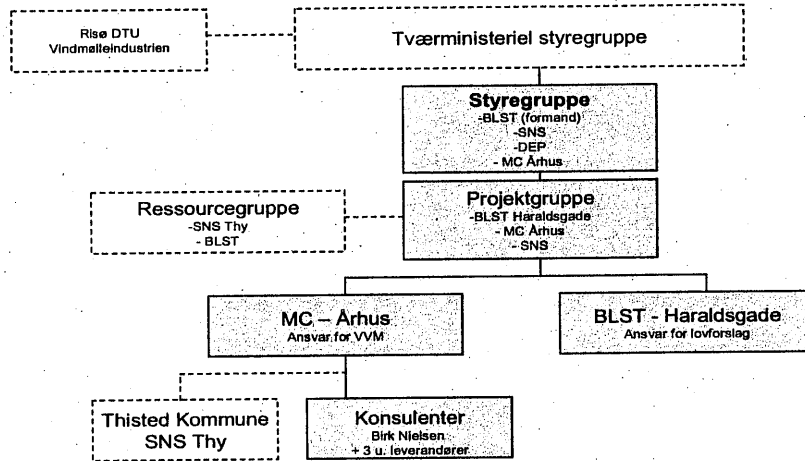 Risø DTU
Vindmølleindustrien
Tværministeriel styregruppe
Styregruppe
-BLST (formand)
-SNS
-DEP
- MC Århus
Ressourcegruppe
-SNS Thy
- BLST
Projektgruppe
-BLST Haraldsgade
- MC Århus
- SNS
MC – Århus
Ansvar for VVM
BLST - Haraldsgade
Ansvar for lovforslag
Thisted Kommune
SNS Thy
Konsulenter
Birk Nielsen
+ 3 u. leverandører